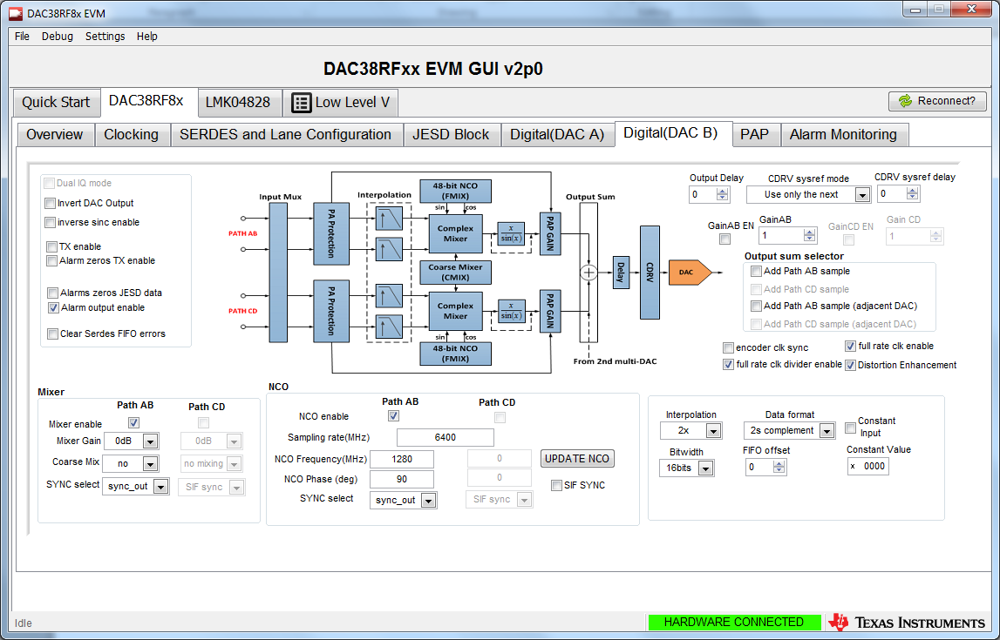 DAC38RF8x EVM
File Debug Settings Help
DAC38RFxx EVM GUI v2p0
Quick Start DAC38RF8x LMK04828 Low Level V Reconnect?
Overview Clocking SERDES and Lane Configuration JESD Block Digital(DAC A) Digital(DAC B) PAP Alarm Monitoring
Dual IQ mode
Invert DAC Output
inverse sinc enable
TX enable
Alarm zeros TX enable
Alarms zeros JESD data
Alarm output enable
Clear Serdes FIFO errors
Input Mux
PATH AB
PATH CD
PA Protection
PA Protection
Interpolation
48-bit NCO
(FMIX)
sin cos
Complex
Mixer
x
sin(x)
Coarse Mixer
(CMIX)
Complex
Mixer
x
sin(x)
sin cos
48-bit NCO
(FMIX)
PAP GAIN
PAP GAIN
Output Sum
Delay
CDRV
DAC
From 2nd multi-DAC
Output Delay CDRV sysref mode CDRV sysref delay
0 Use only the next 0
GainAB EN GainAB GainCD EN Gain CD
1 1
Output sum selector
Add Path AB sample
Add Path CD sample
Add Path AB sample (adjacent DAC)
Add Path CD sample (adjacent DAC)
encoder clk sync full rate clk enable
full rate clk divider enable Distortion Enhancement
Mixer
Path AB Path CD
Mixer enable
Mixer Gain 0dB 0dB
Coarse Mix no no mixing
SYNC select sync_out SIF sync
NCO
Path AB Path CD
NCO enable
Sampling rate(MHz) 6400
NCO Frequency(MHz) 1280 0 UPDATE NCO
NCO Phase (deg) 90 0 SIF SYNC
SYNC select sync_out SIF sync
Interpolation Data format Constant
Input
2x 2s complement
Bitwidth FIFO offset Constant Value
16bits 0 x 0000
Idle HARDWARE CONNECTED TEXAS INSTRUMENTS